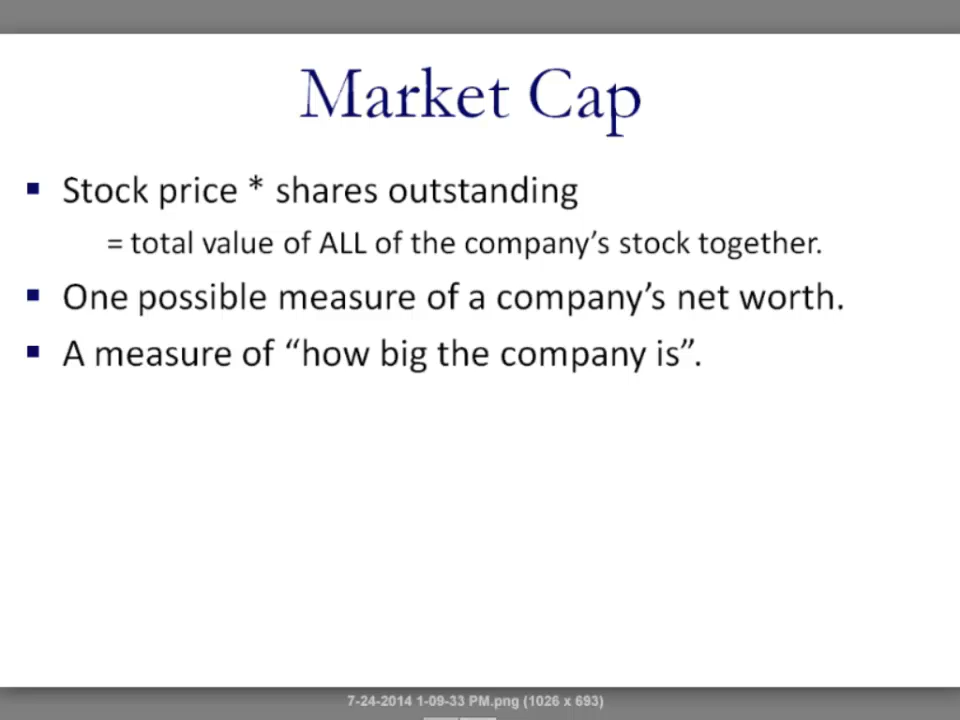 Market Cap
Stock price * shares outstanding
= total value of ALL of the company’s stock together.
One possible measure of a company’s net worth.
A measure of “how big the company is”.
7-24-2014 1-09-33 PM.png (1026 x 693)